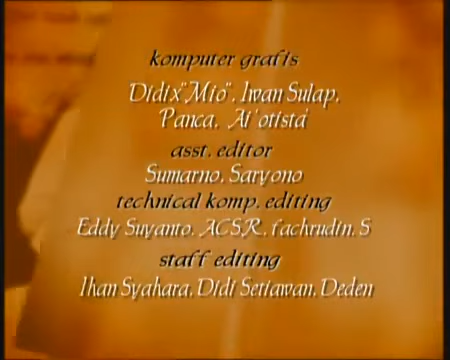 komputer grafis
Didix"Mio". Iwan Sulap.
Panca. Ai'otista
asst. editor
Sumarno. Saryono
technical komp. editing
Eddy Suyanto. ACSR. fachrudin. S
staff editing
Ihan Syahara. Didi Setiawan. Deden